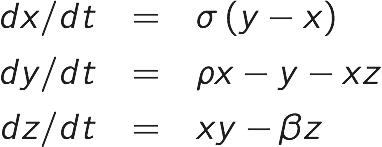 dx/dt = σ (y − x)
dy/dt = ρx − y − xz
dz/dt = xy − βz